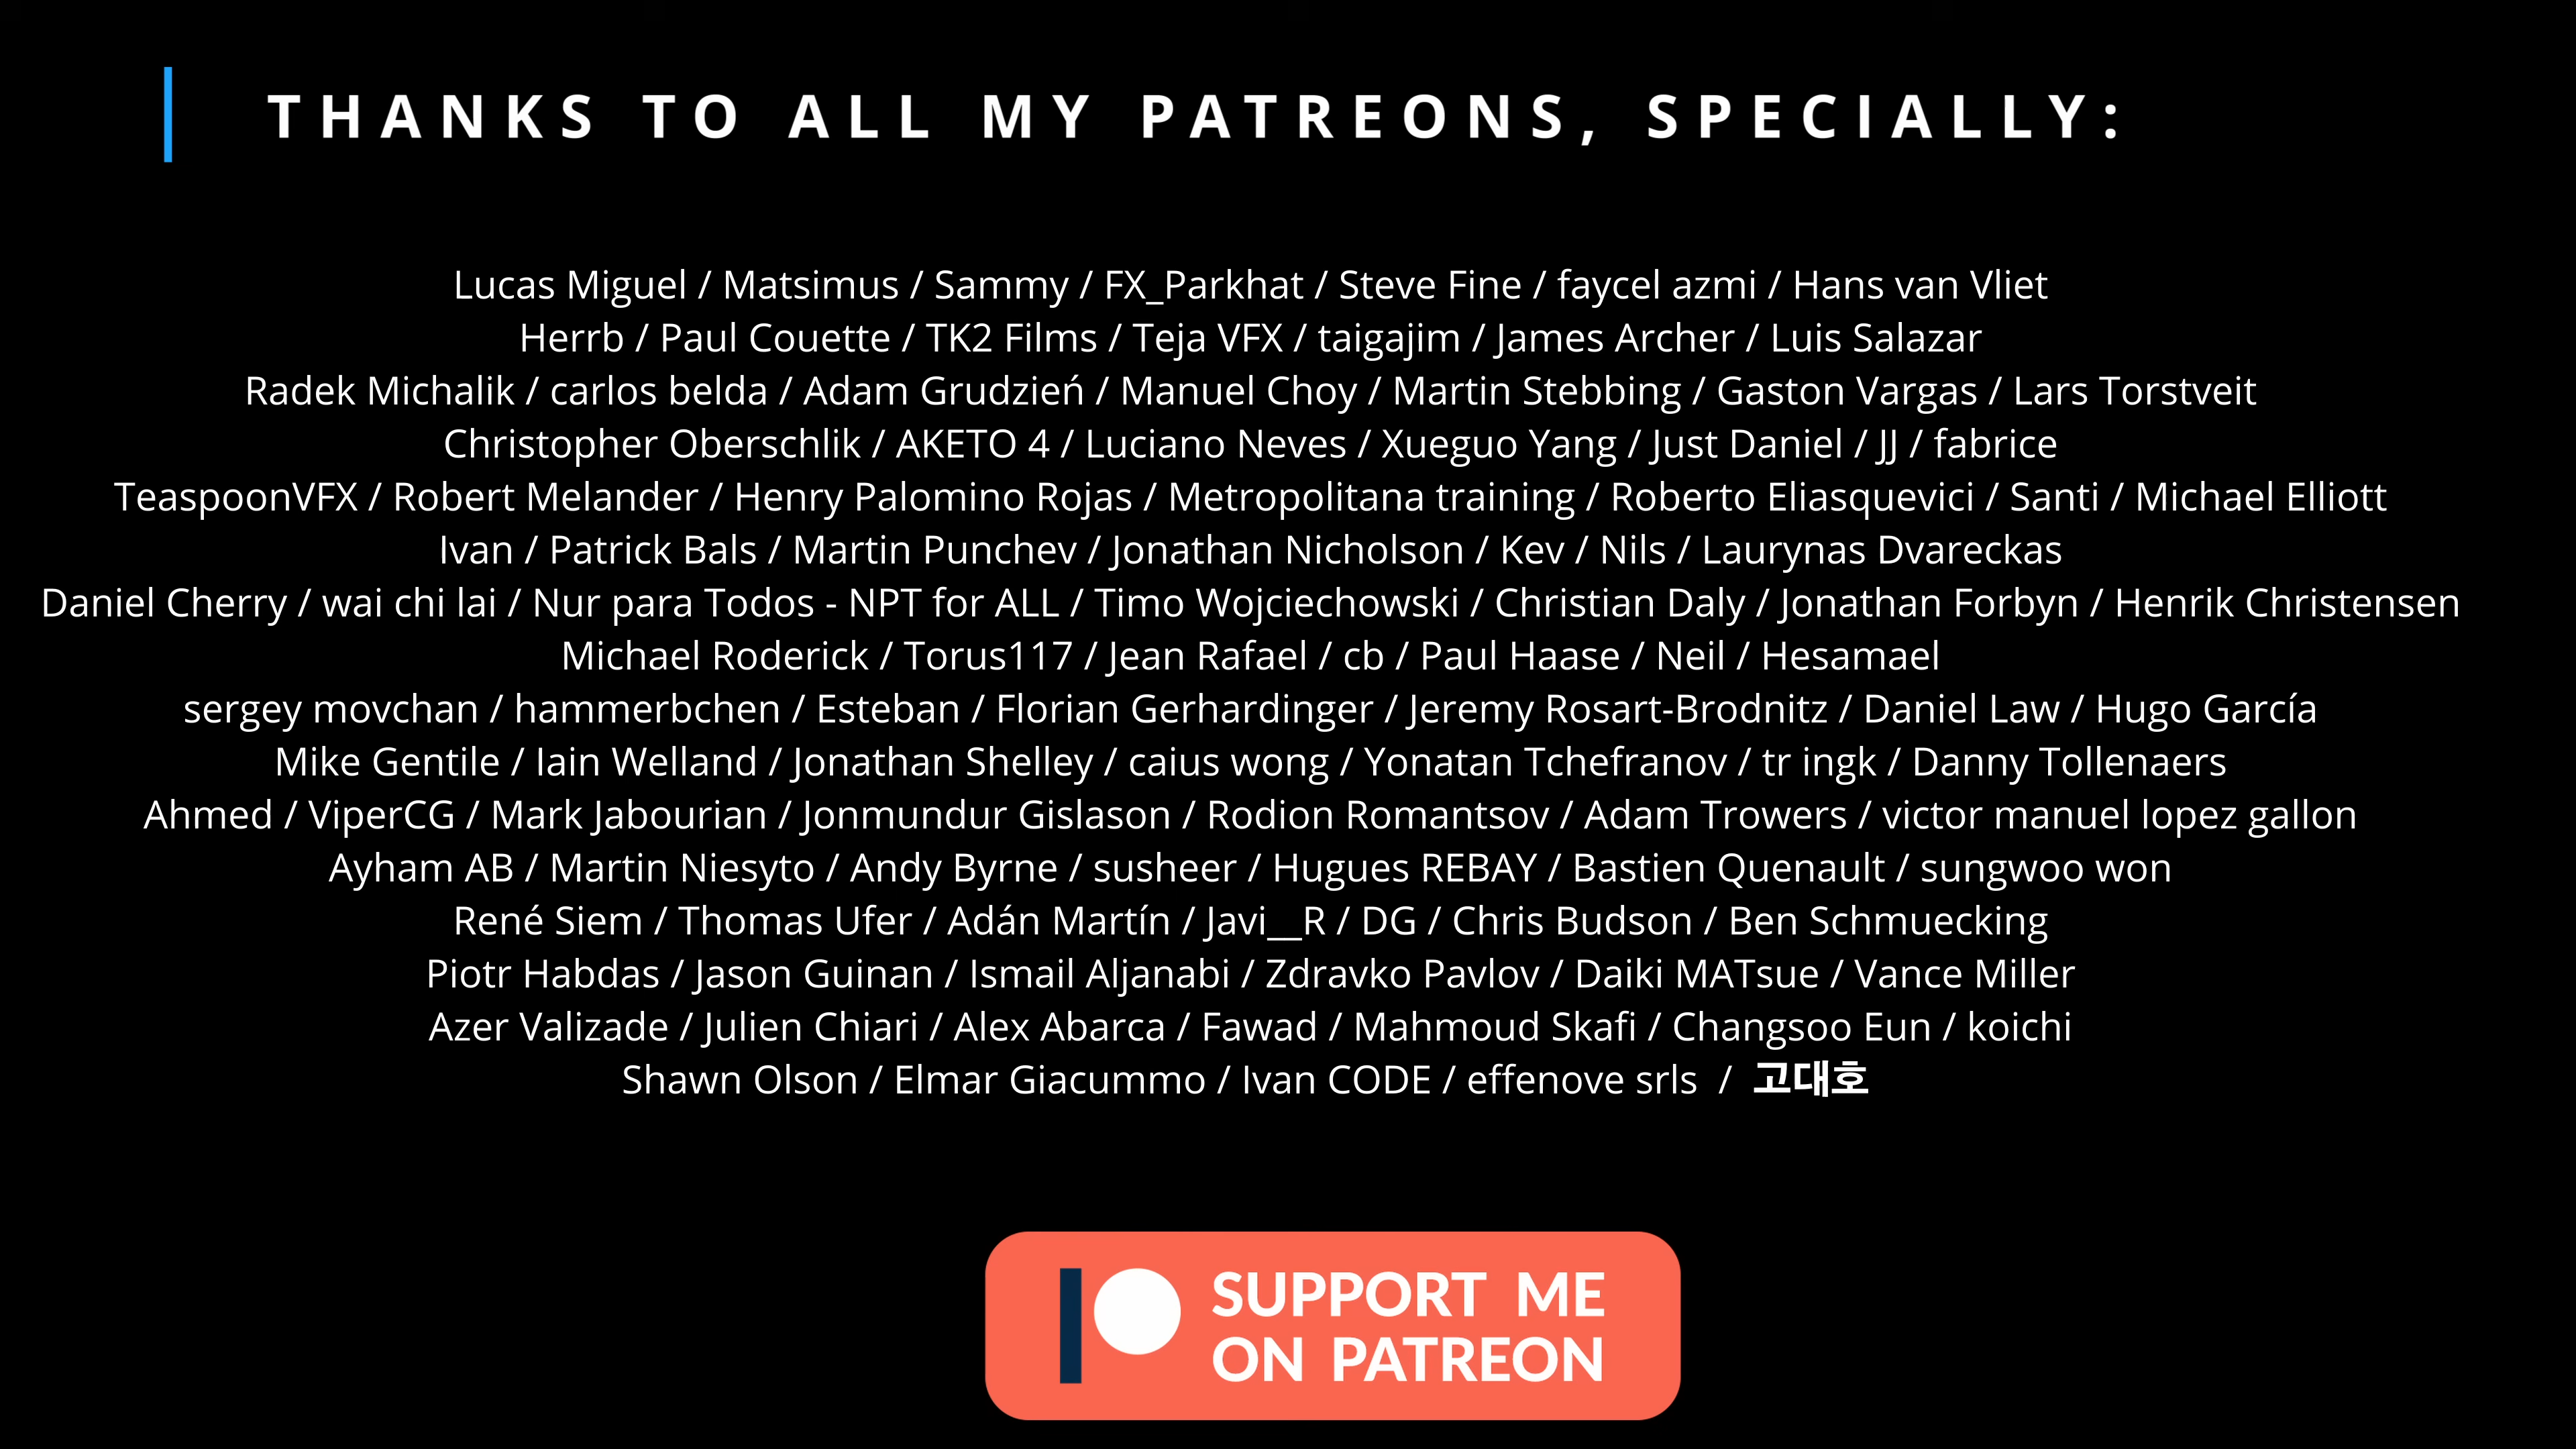 THANKS TO ALL MY PATREONS, SPECIALLY:
Lucas Miguel / Matsimus / Sammy / FX_Parkhat / Steve Fine / faycel azmi / Hans van Vliet
Herrb / Paul Couette / TK2 Films / Teja VFX / taigajim / James Archer / Luis Salazar
Radek Michalik / carlos belda / Adam Grudzień / Manuel Choy / Martin Stebbing / Gaston Vargas / Lars Torstveit
Christopher Oberschlik / AKETO 4 / Luciano Neves / Xueguo Yang / Just Daniel / JJ / fabrice
TeaspoonVFX / Robert Melander / Henry Palomino Rojas / Metropolitana training / Roberto Eliasquevici / Santi / Michael Elliott
Ivan / Patrick Bals / Martin Punchev / Jonathan Nicholson / Kev / Nils / Laurynas Dvareckas
Daniel Cherry / wai chi lai / Nur para Todos - NPT for ALL / Timo Wojciechowski / Christian Daly / Jonathan Forbyn / Henrik Christensen
Michael Roderick / Torus117 / Jean Rafael / cb / Paul Haase / Neil / Hesamael
sergey movchan / hammerbchen / Esteban / Florian Gerhardinger / Jeremy Rosart-Brodnitz / Daniel Law / Hugo García
Mike Gentile / Iain Welland / Jonathan Shelley / caius wong / Yonatan Tchefranov / tr ingk / Danny Tollenaers
Ahmed / ViperCG / Mark Jabourian / Jonmundur Gislason / Rodion Romantsov / Adam Trowers / victor manuel lopez gallon
Ayham AB / Martin Niesyto / Andy Byrne / susheer / Hugues REBAY / Bastien Quenault / sungwoo won
René Siem / Thomas Ufer / Adán Martín / Javi__R / DG / Chris Budson / Ben Schmuecking
Piotr Habdas / Jason Guinan / Ismail Aljanabi / Zdravko Pavlov / Daiki MATsue / Vance Miller
Azer Valizade / Julien Chiari / Alex Abarca / Fawad / Mahmoud Skafi / Changsoo Eun / koichi
Shawn Olson / Elmar Giacummo / Ivan CODE / effenove srls / 고대호
SUPPORT ME
ON PATREON